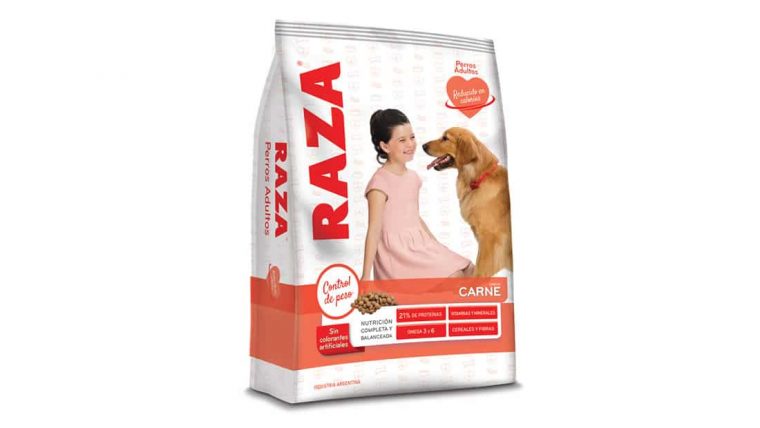 RAZA
Perros Adultos
RAZA
Perros
Adultos
Reducido en
calorías
Control
de peso
Sin
colorantes
artificiales
NUTRICIÓN
COMPLETA Y
BALANCEADA
CARNE
21% DE PROTEÍNAS
VITAMINAS Y MINERALES
OMEGA 3 Y 6
CEREALES Y FIBRAS
INDUSTRIA ARGENTINA